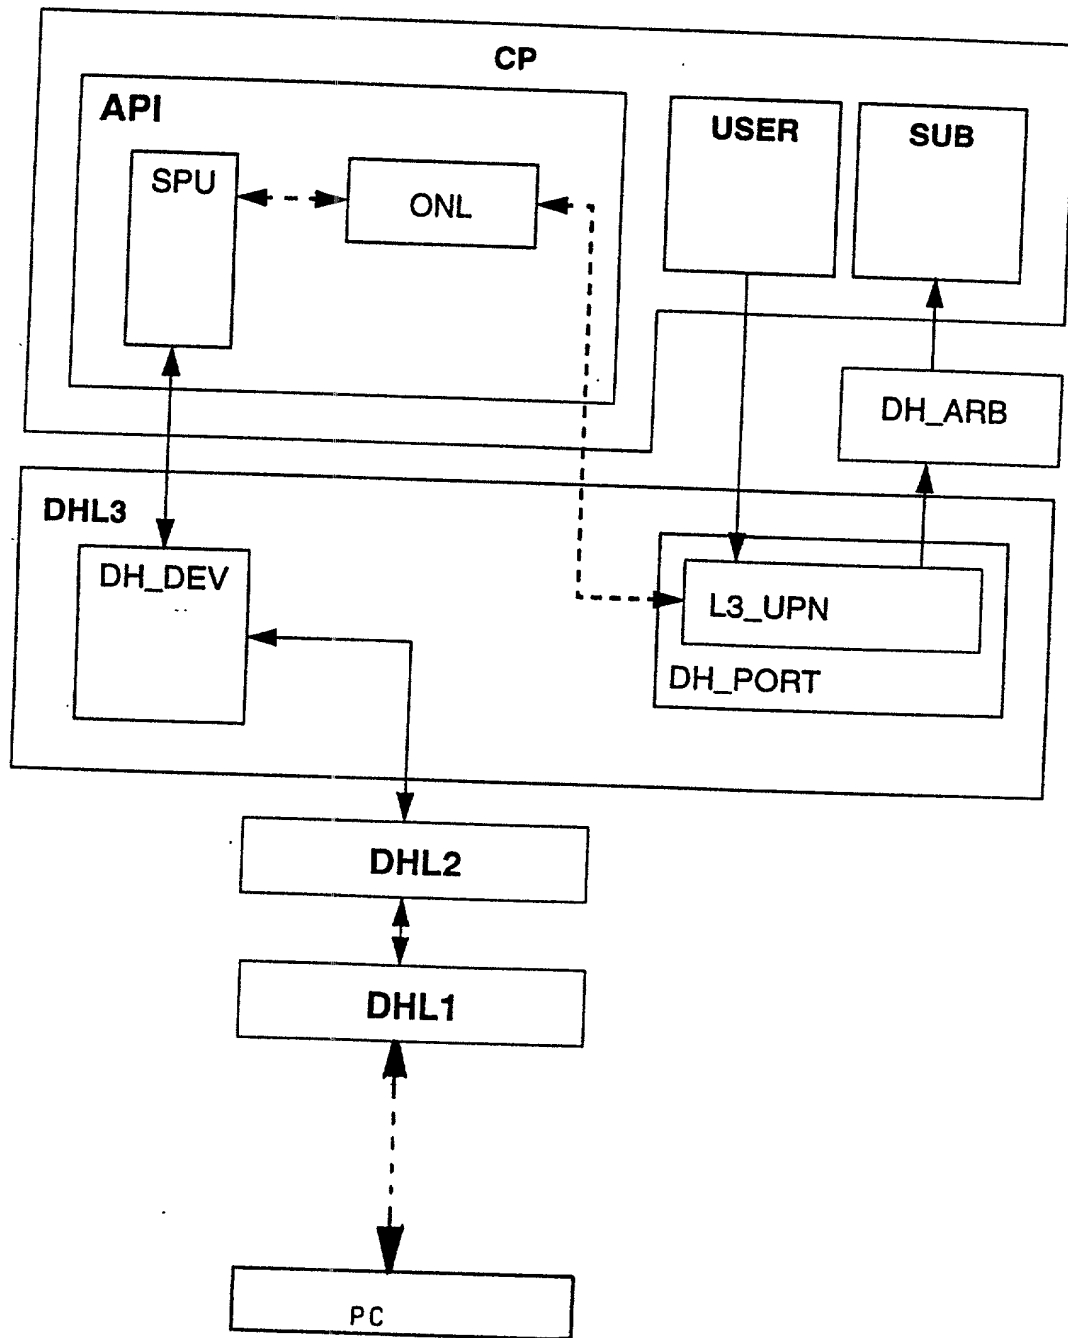 CP
API
USER
SUB
SPU
ONL
DH_ARB
DHL3
DH_DEV
L3_UPN
DH_PORT
DHL2
DHL1
PC